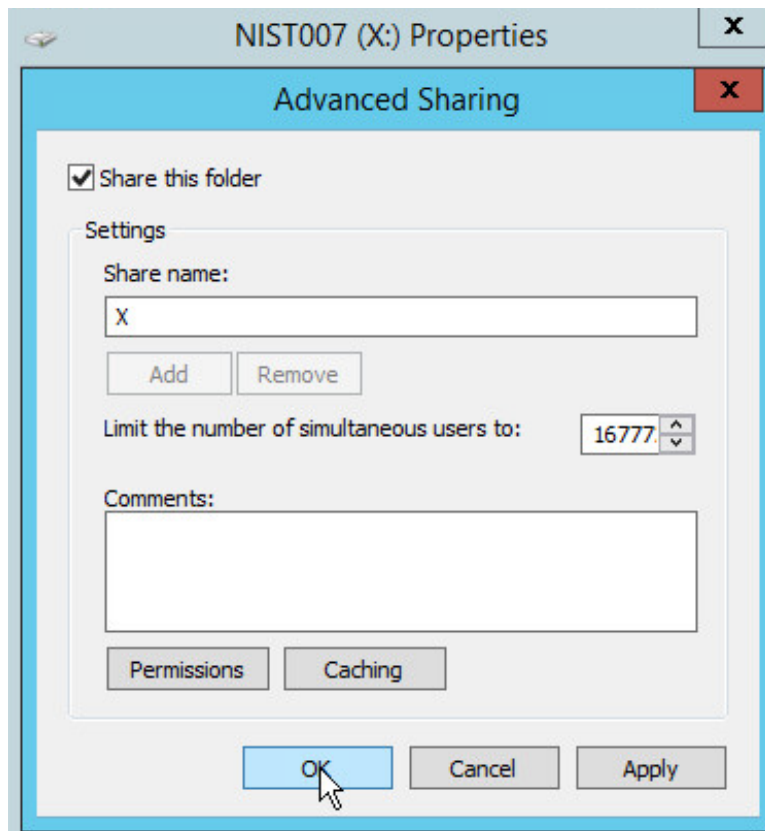 NIST007 (X:) Properties
X
Advanced Sharing
X
Share this folder
Settings
Share name:
X
Add Remove
Limit the number of simultaneous users to: 16777
Comments:
Permissions Caching
OK Cancel Apply